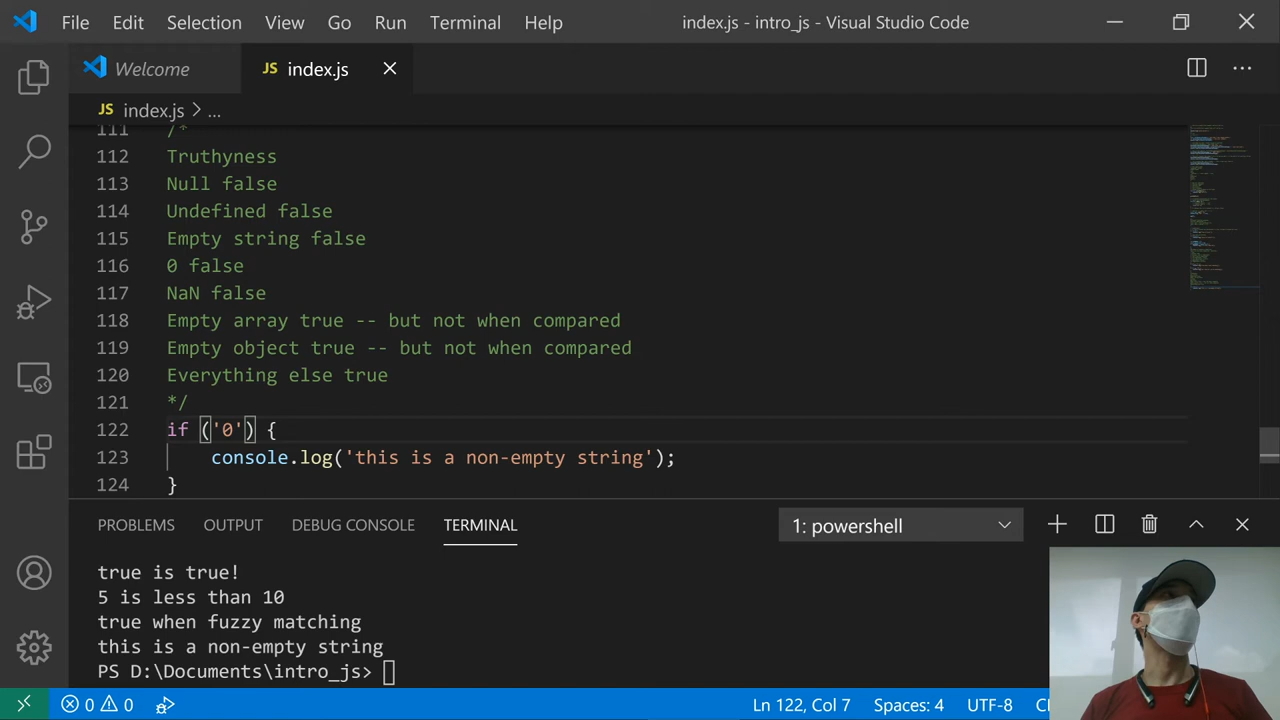 File Edit Selection View Go Run Terminal Help index.js - intro_js - Visual Studio Code
Welcome JS index.js
JS index.js > ...
111 /*
112 Truthyness
113 Null false
114 Undefined false
115 Empty string false
116 0 false
117 NaN false
118 Empty array true -- but not when compared
119 Empty object true -- but not when compared
120 Everything else true
121 */
122 if ('0') {
123 console.log('this is a non-empty string');
124 }
PROBLEMS OUTPUT DEBUG CONSOLE TERMINAL 1: powershell
true is true!
5 is less than 10
true when fuzzy matching
this is a non-empty string
PS D:\Documents\intro_js>
0 0 Ln 122, Col 7 Spaces: 4 UTF-8